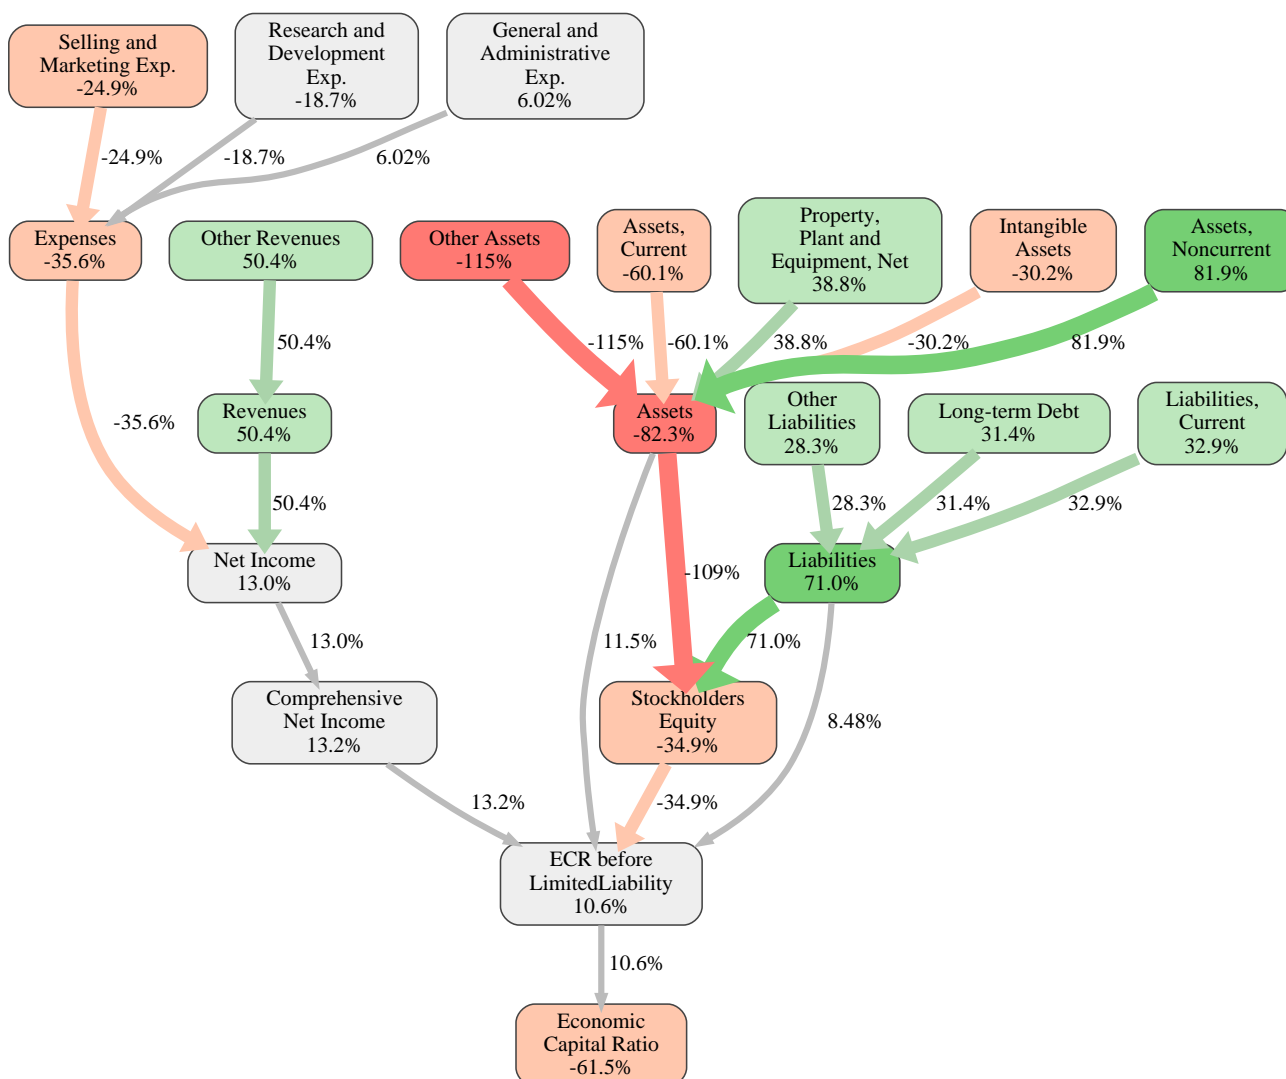 Selling and
Marketing Exp.
-24.9%
Research and
Development
Exp.
-18.7%
General and
Administrative
Exp.
6.02%
-24.9%
-18.7%
6.02%
Expenses
-35.6%
Other Revenues
50.4%
Other Assets
-115%
Assets,
Current
-60.1%
Property,
Plant and
Equipment, Net
38.8%
Intangible
Assets
-30.2%
Assets,
Noncurrent
81.9%
50.4%
-115%
-60.1%
38.8%
-30.2%
81.9%
-35.6%
Revenues
50.4%
Assets
-82.3%
Other
Liabilities
28.3%
Long-term Debt
31.4%
Liabilities,
Current
32.9%
50.4%
28.3%
31.4%
32.9%
Net Income
13.0%
-109%
Liabilities
71.0%
13.0%
11.5%
71.0%
Comprehensive
Net Income
13.2%
Stockholders
Equity
-34.9%
8.48%
13.2%
-34.9%
ECR before
LimitedLiability
10.6%
10.6%
Economic
Capital Ratio
-61.5%